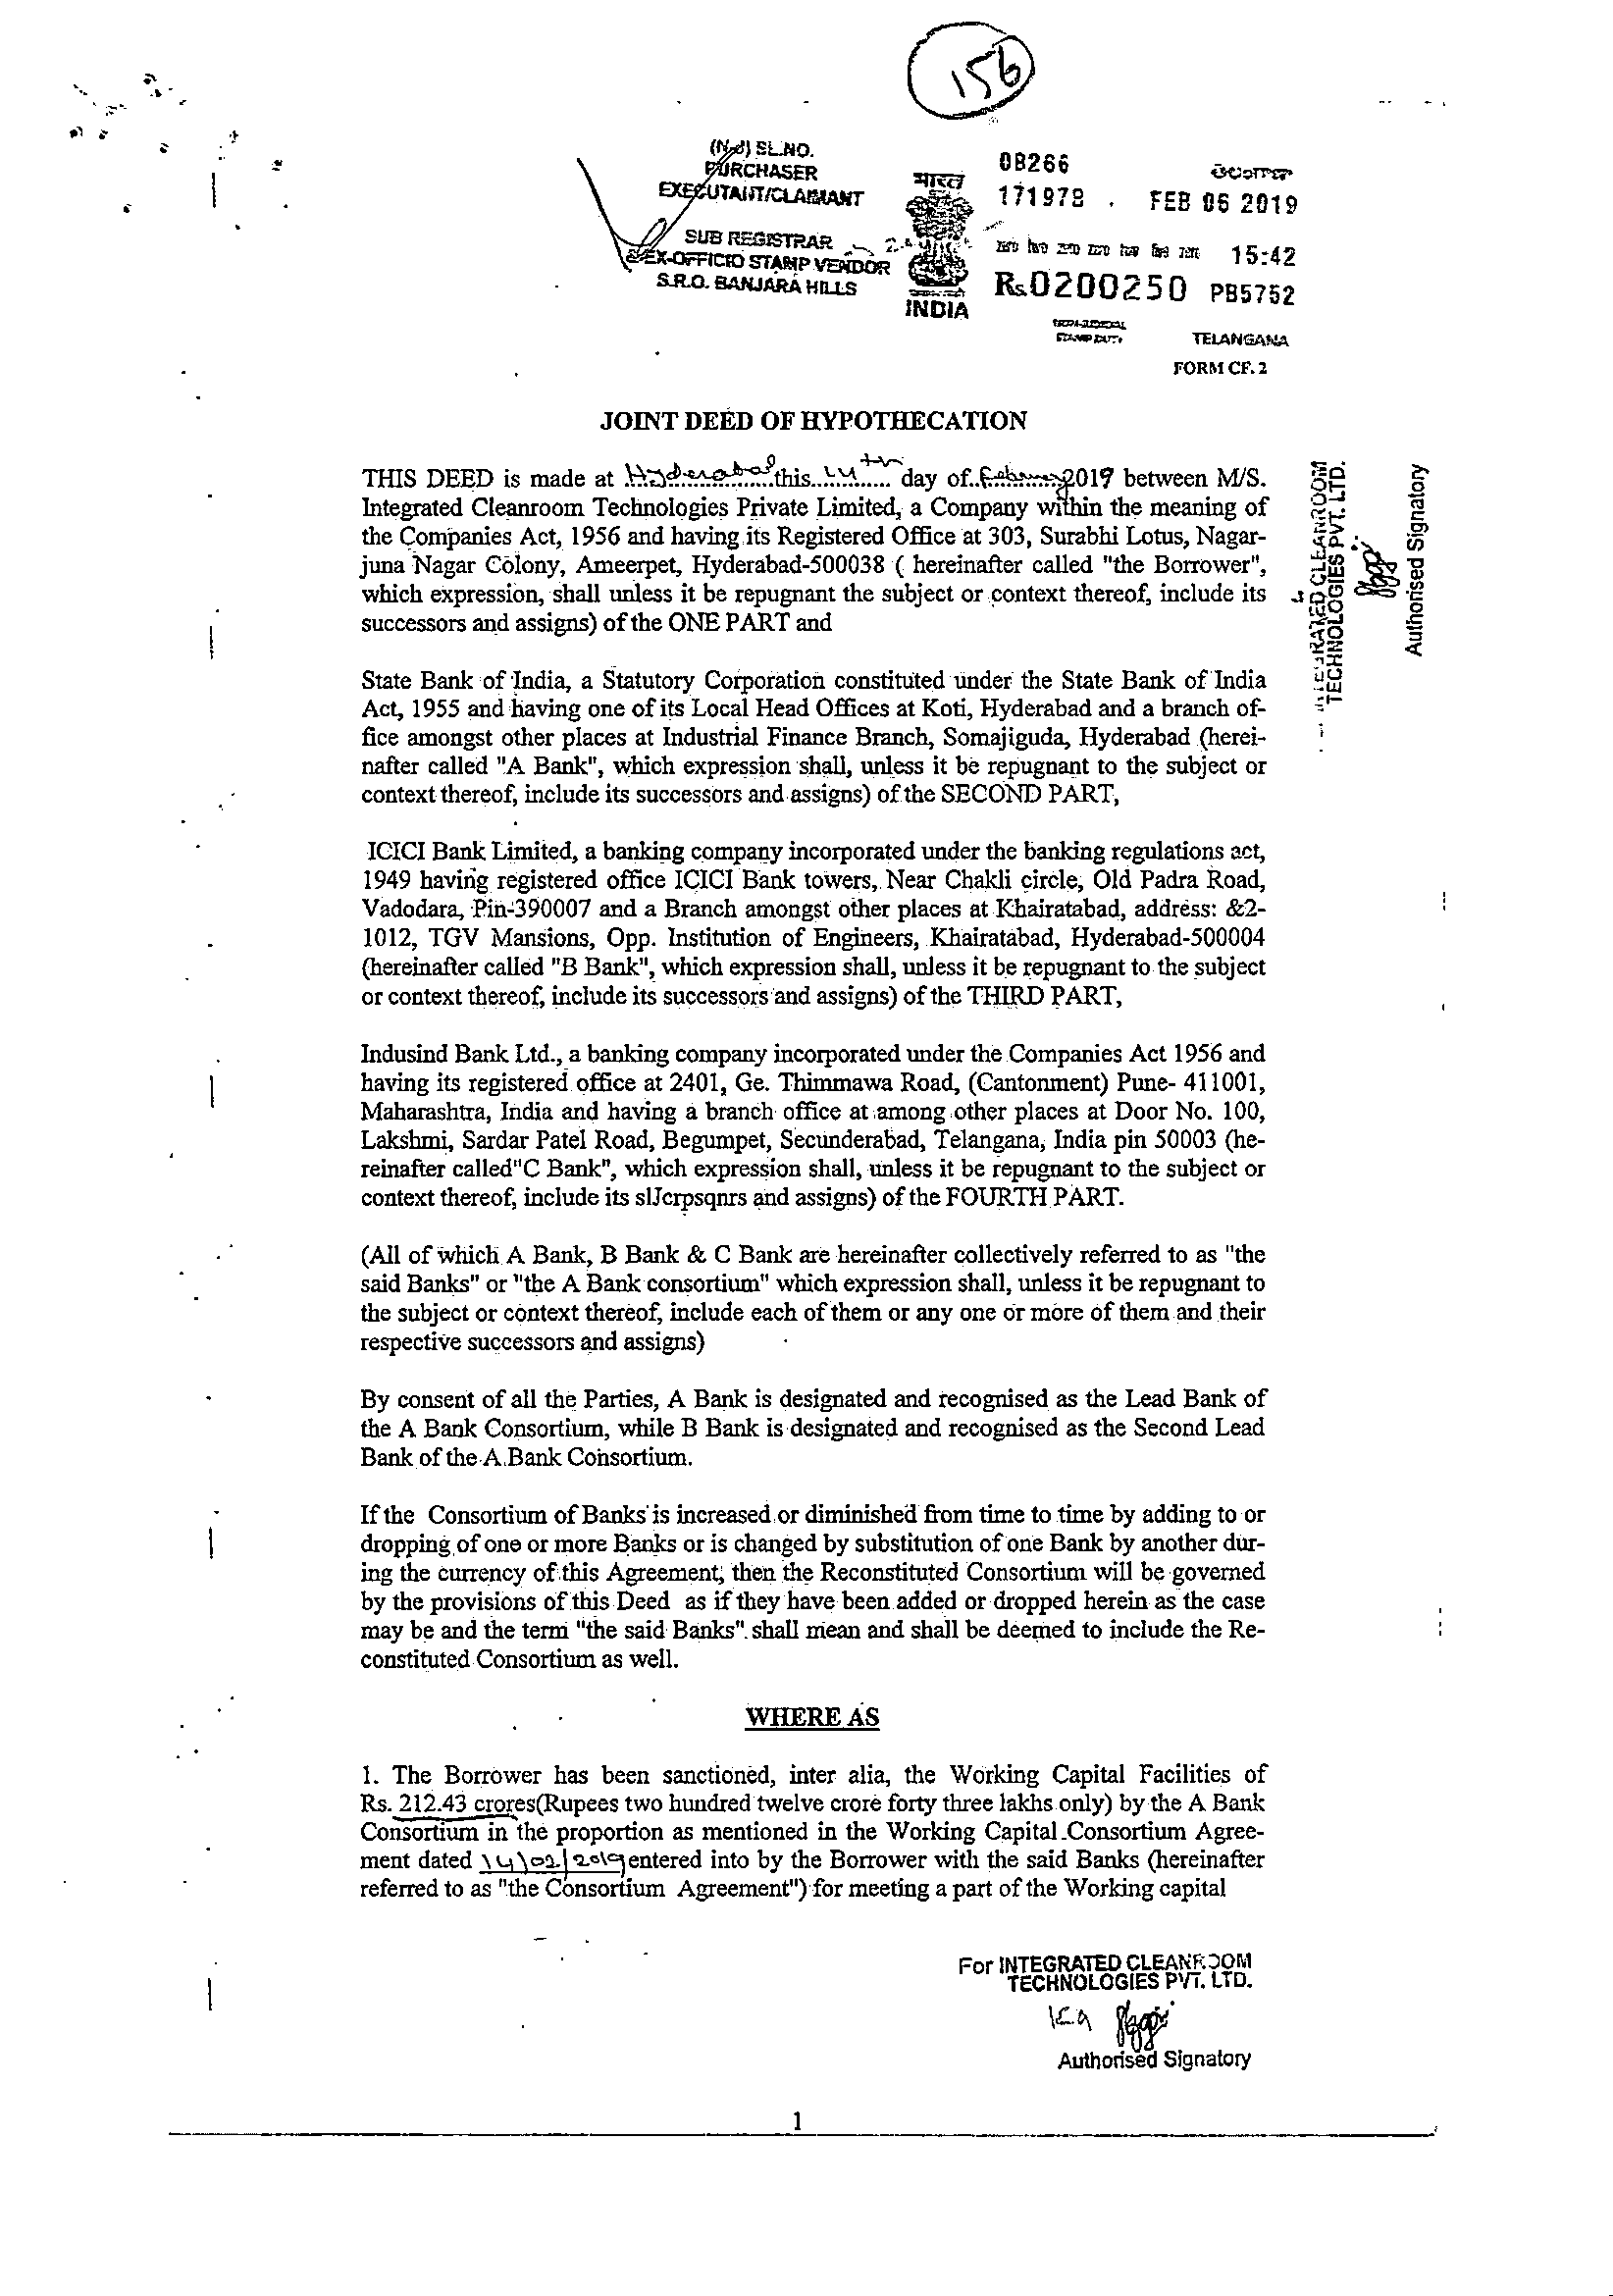 156
SL.NO.
PURCHASER
EXECUTANT/CLAIMANT
SUB REGISTRAR
& EX-OFFICIO STAMP VENDOR
S.R.O. BANJARA HILLS
भारत
INDIA
08266
171978 . FEB 06 2019
15:42
Rs.0200250 PB5752
TELANGANA
FORM CF. 2
JOINT DEED OF HYPOTHECATION
THIS DEED is made at Hyderabad this 14th day of February 2019 between M/S.
Integrated Cleanroom Technologies Private Limited, a Company within the meaning of
the Companies Act, 1956 and having its Registered Office at 303, Surabhi Lotus, Nagar-
juna Nagar Colony, Ameerpet, Hyderabad-500038 ( hereinafter called "the Borrower",
which expression, shall unless it be repugnant the subject or context thereof, include its
successors and assigns) of the ONE PART and
State Bank of India, a Statutory Corporation constituted under the State Bank of India
Act, 1955 and having one of its Local Head Offices at Koti, Hyderabad and a branch of-
fice amongst other places at Industrial Finance Branch, Somajiguda, Hyderabad (herei-
nafter called "A Bank", which expression shall, unless it be repugnant to the subject or
context thereof, include its successors and assigns) of the SECOND PART,
ICICI Bank Limited, a banking company incorporated under the banking regulations act,
1949 having registered office ICICI Bank towers, Near Chakli circle, Old Padra Road,
Vadodara, Pin-390007 and a Branch amongst other places at Khairatabad, address: &2-
1012, TGV Mansions, Opp. Institution of Engineers, Khairatabad, Hyderabad-500004
(hereinafter called "B Bank", which expression shall, unless it be repugnant to the subject
or context thereof, include its successors and assigns) of the THIRD PART,
Indusind Bank Ltd., a banking company incorporated under the Companies Act 1956 and
having its registered office at 2401, Ge. Thimmawa Road, (Cantonment) Pune- 411001,
Maharashtra, India and having a branch office at among other places at Door No. 100,
Lakshmi, Sardar Patel Road, Begumpet, Secunderabad, Telangana, India pin 50003 (he-
reinafter called"C Bank", which expression shall, unless it be repugnant to the subject or
context thereof, include its slJcrpsqnrs and assigns) of the FOURTH PART.
(All of which A Bank, B Bank & C Bank are hereinafter collectively referred to as "the
said Banks" or "the A Bank consortium" which expression shall, unless it be repugnant to
the subject or context thereof, include each of them or any one or more of them and their
respective successors and assigns)
By consent of all the Parties, A Bank is designated and recognised as the Lead Bank of
the A Bank Consortium, while B Bank is designated and recognised as the Second Lead
Bank of the A Bank Consortium.
If the Consortium of Banks is increased or diminished from time to time by adding to or
dropping of one or more Banks or is changed by substitution of one Bank by another dur-
ing the currency of this Agreement, then the Reconstituted Consortium will be governed
by the provisions of this Deed as if they have been added or dropped herein as the case
may be and the term "the said Banks" shall mean and shall be deemed to include the Re-
constituted Consortium as well.
WHERE AS
1. The Borrower has been sanctioned, inter alia, the Working Capital Facilities of
Rs. 212.43 crores(Rupees two hundred twelve crore forty three lakhs only) by the A Bank
Consortium in the proportion as mentioned in the Working Capital Consortium Agree-
ment dated 14/02/2019 entered into by the Borrower with the said Banks (hereinafter
referred to as "the Consortium Agreement") for meeting a part of the Working capital
CLEANROOM
TECHNOLOGIES PVT. LTD.
Authorised Signatory
For INTEGRATED CLEANROOM
TECHNOLOGIES PVT. LTD.
Authorised Signatory
1